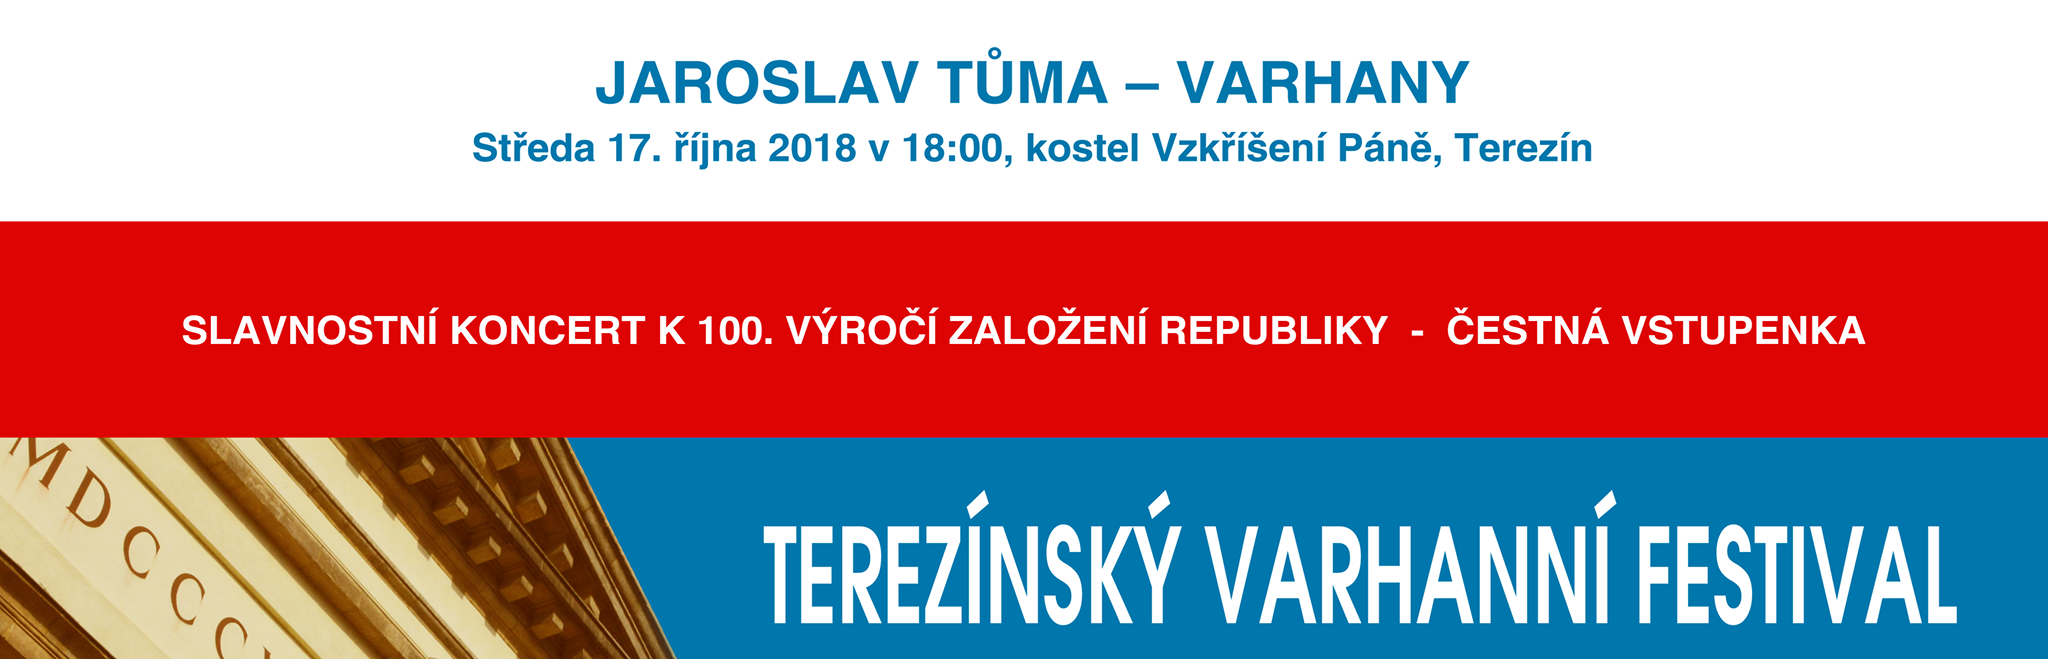 JAROSLAV TŮMA – VARHANY
Středa 17. října 2018 v 18:00, kostel Vzkříšení Páně, Terezín
SLAVNOSTNÍ KONCERT K 100. VÝROČÍ ZALOŽENÍ REPUBLIKY - ČESTNÁ VSTUPENKA
MDCCC
TEREZÍNSKÝ VARHANNÍ FESTIVAL